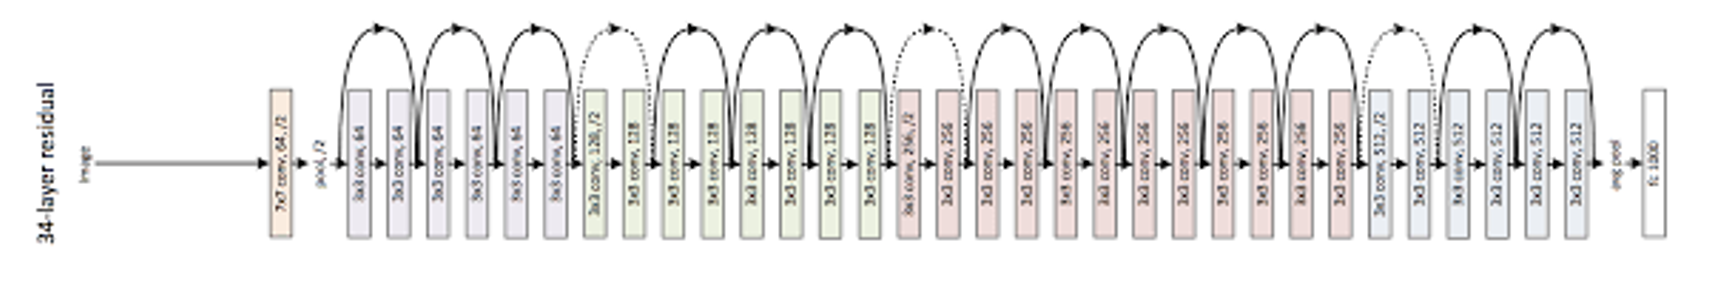 34-layer residual
image
7x7 conv, 64, /2
pool, /2
3x3 conv, 64
3x3 conv, 64
3x3 conv, 64
3x3 conv, 64
3x3 conv, 64
3x3 conv, 64
3x3 conv, 128, /2
3x3 conv, 128
3x3 conv, 128
3x3 conv, 128
3x3 conv, 128
3x3 conv, 128
3x3 conv, 128
3x3 conv, 128
3x3 conv, 256, /2
3x3 conv, 256
3x3 conv, 256
3x3 conv, 256
3x3 conv, 256
3x3 conv, 256
3x3 conv, 256
3x3 conv, 256
3x3 conv, 256
3x3 conv, 256
3x3 conv, 256
3x3 conv, 256
3x3 conv, 512, /2
3x3 conv, 512
3x3 conv, 512
3x3 conv, 512
3x3 conv, 512
3x3 conv, 512
avg pool
fc 1000